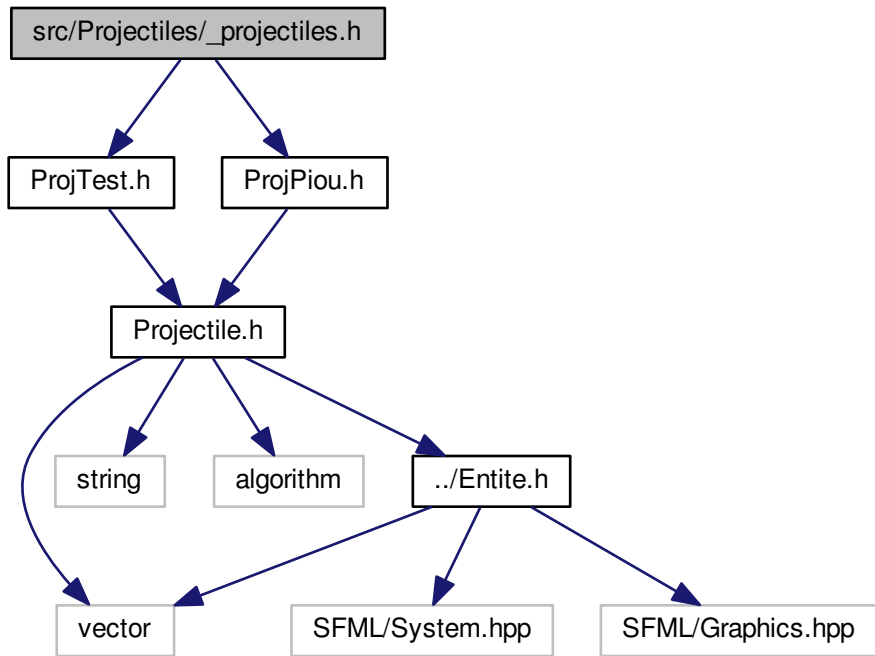 src/Projectiles/_projectiles.h
ProjTest.h
ProjPiou.h
Projectile.h
string
algorithm
../Entite.h
vector
SFML/System.hpp
SFML/Graphics.hpp